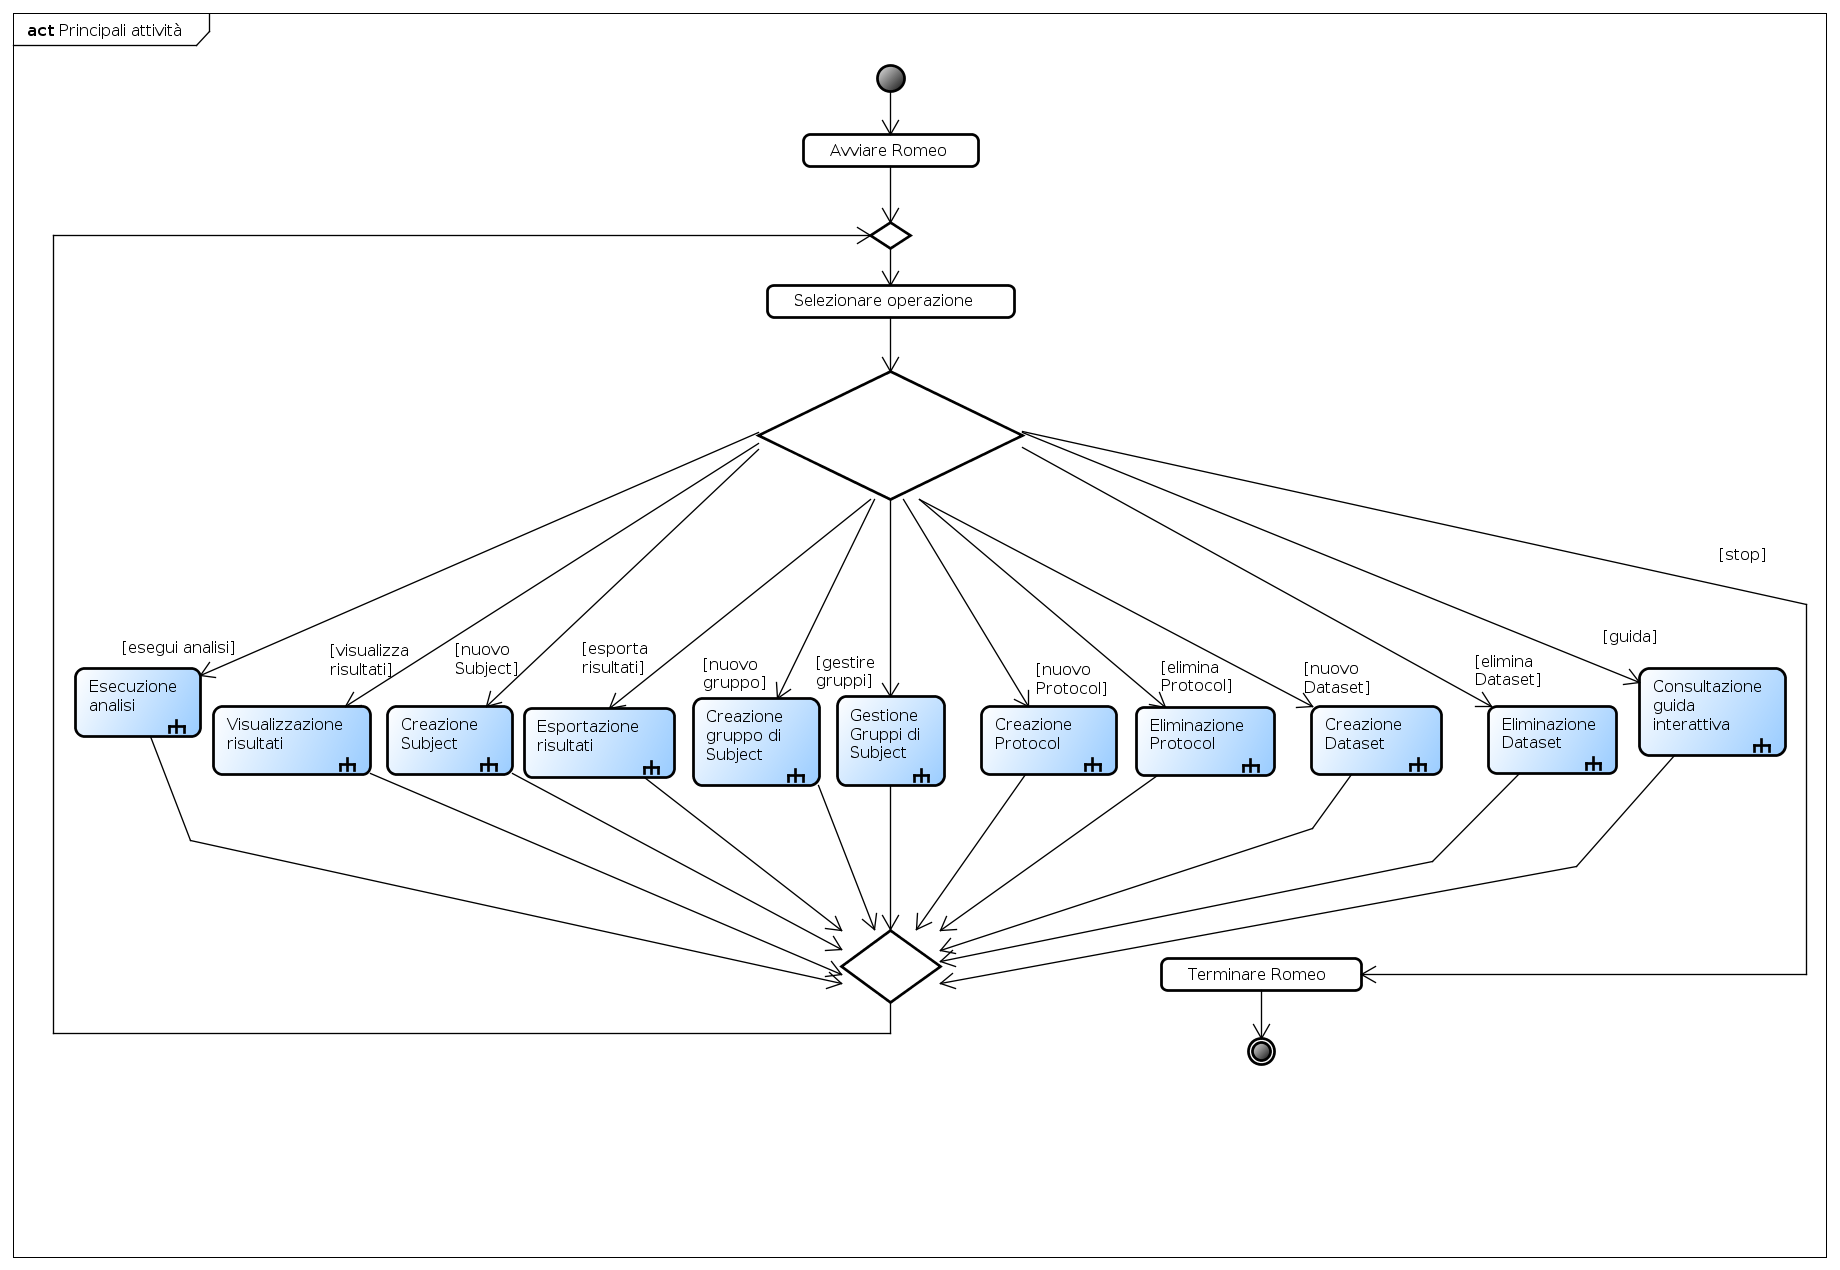 act Principali attività
Avviare Romeo
Selezionare operazione
[stop]
[esegui analisi]
[visualizza
risultati]
[nuovo
Subject]
[esporta
risultati]
[nuovo
gruppo]
[gestire
gruppi]
[nuovo
Protocol]
[elimina
Protocol]
[nuovo
Dataset]
[elimina
Dataset]
[guida]
Esecuzione
analisi
Visualizzazione
risultati
Creazione
Subject
Esportazione
risultati
Creazione
gruppo di
Subject
Gestione
Gruppi di
Subject
Creazione
Protocol
Eliminazione
Protocol
Creazione
Dataset
Eliminazione
Dataset
Consultazione
guida
interattiva
Terminare Romeo